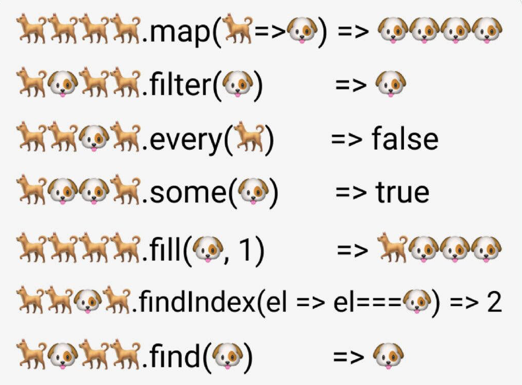 🐕🐕🐕🐕.map(🐕=>🐶) => 🐶🐶🐶🐶
🐕🐶🐕🐕.filter(🐶) => 🐶
🐕🐕🐶🐕.every(🐕) => false
🐕🐶🐶🐕.some(🐶) => true
🐕🐕🐕🐕.fill(🐶, 1) => 🐕🐶🐶🐶
🐕🐕🐶🐕.findIndex(el => el===🐶) => 2
🐕🐶🐕🐕.find(🐶) => 🐶